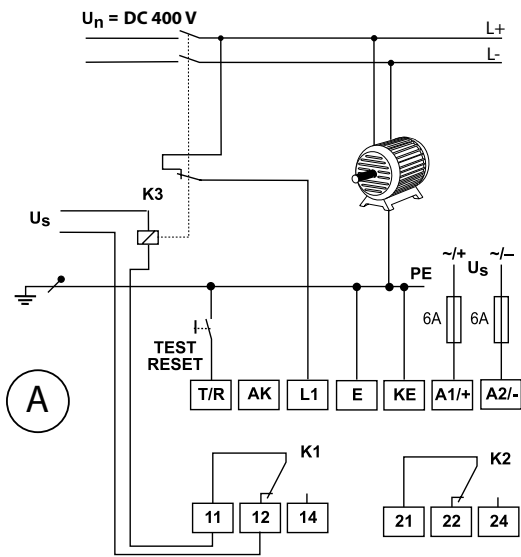 Un = DC 400 V
L+
L-
K3
Us
PE
~/+ Us ~/−
6A 6A
TEST
RESET
T/R AK L1 E KE A1/+ A2/-
A
K1 K2
11 12 14 21 22 24